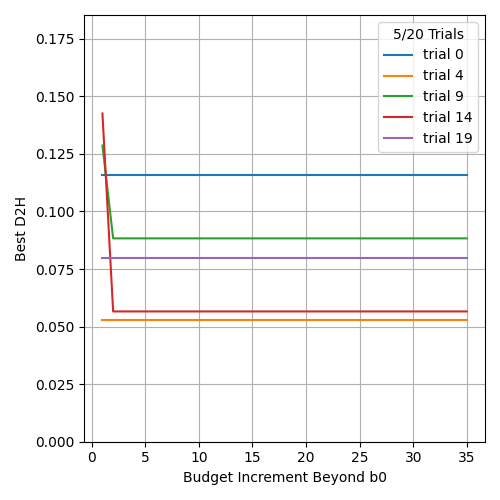 5/20 Trials
trial 0
trial 4
trial 9
trial 14
trial 19
0.175
0.150
0.125
0.100
0.075
0.050
0.025
0.000
Best D2H
0 5 10 15 20 25 30 35
Budget Increment Beyond b0